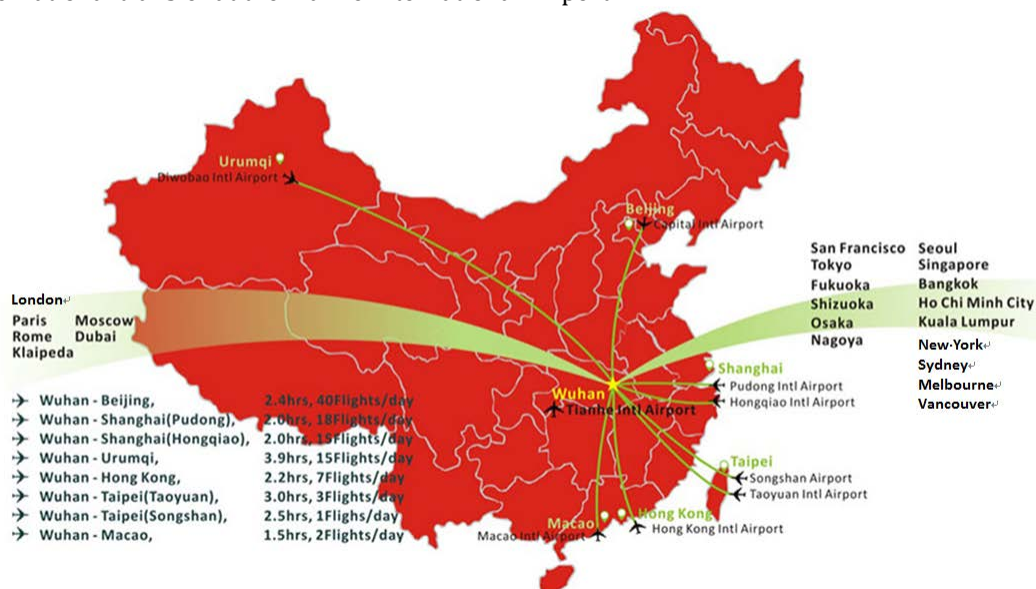 Urumqi
Diwobao Intl Airport
Beijing
Capital Intl Airport
San Francisco Seoul
Tokyo Singapore
Fukuoka Bangkok
Shizuoka Ho Chi Minh City
Osaka Kuala Lumpur
Nagoya
New·York
Sydney
Melbourne
Vancouver
London
Paris Moscow
Rome Dubai
Klaipeda
Shanghai
Pudong Intl Airport
Hongqiao Intl Airport
Wuhan
Tianhe Intl Airport
Wuhan - Beijing, 2.4hrs, 40Flights/day
Wuhan - Shanghai(Pudong), 2.0hrs, 18Flights/day
Wuhan - Shanghai(Hongqiao), 2.0hrs, 15Flights/day
Wuhan - Urumqi, 3.9hrs, 15Flights/day
Wuhan - Hong Kong, 2.2hrs, 7Flights/day
Wuhan - Taipei(Taoyuan), 3.0hrs, 3Flights/day
Wuhan - Taipei(Songshan), 2.5hrs, 1Flighs/day
Wuhan - Macao, 1.5hrs, 2Flights/day
Taipei
Songshan Airport
Taoyuan Intl Airport
Macao
Macao Intl Airport
Hong Kong
Hong Kong Intl Airport